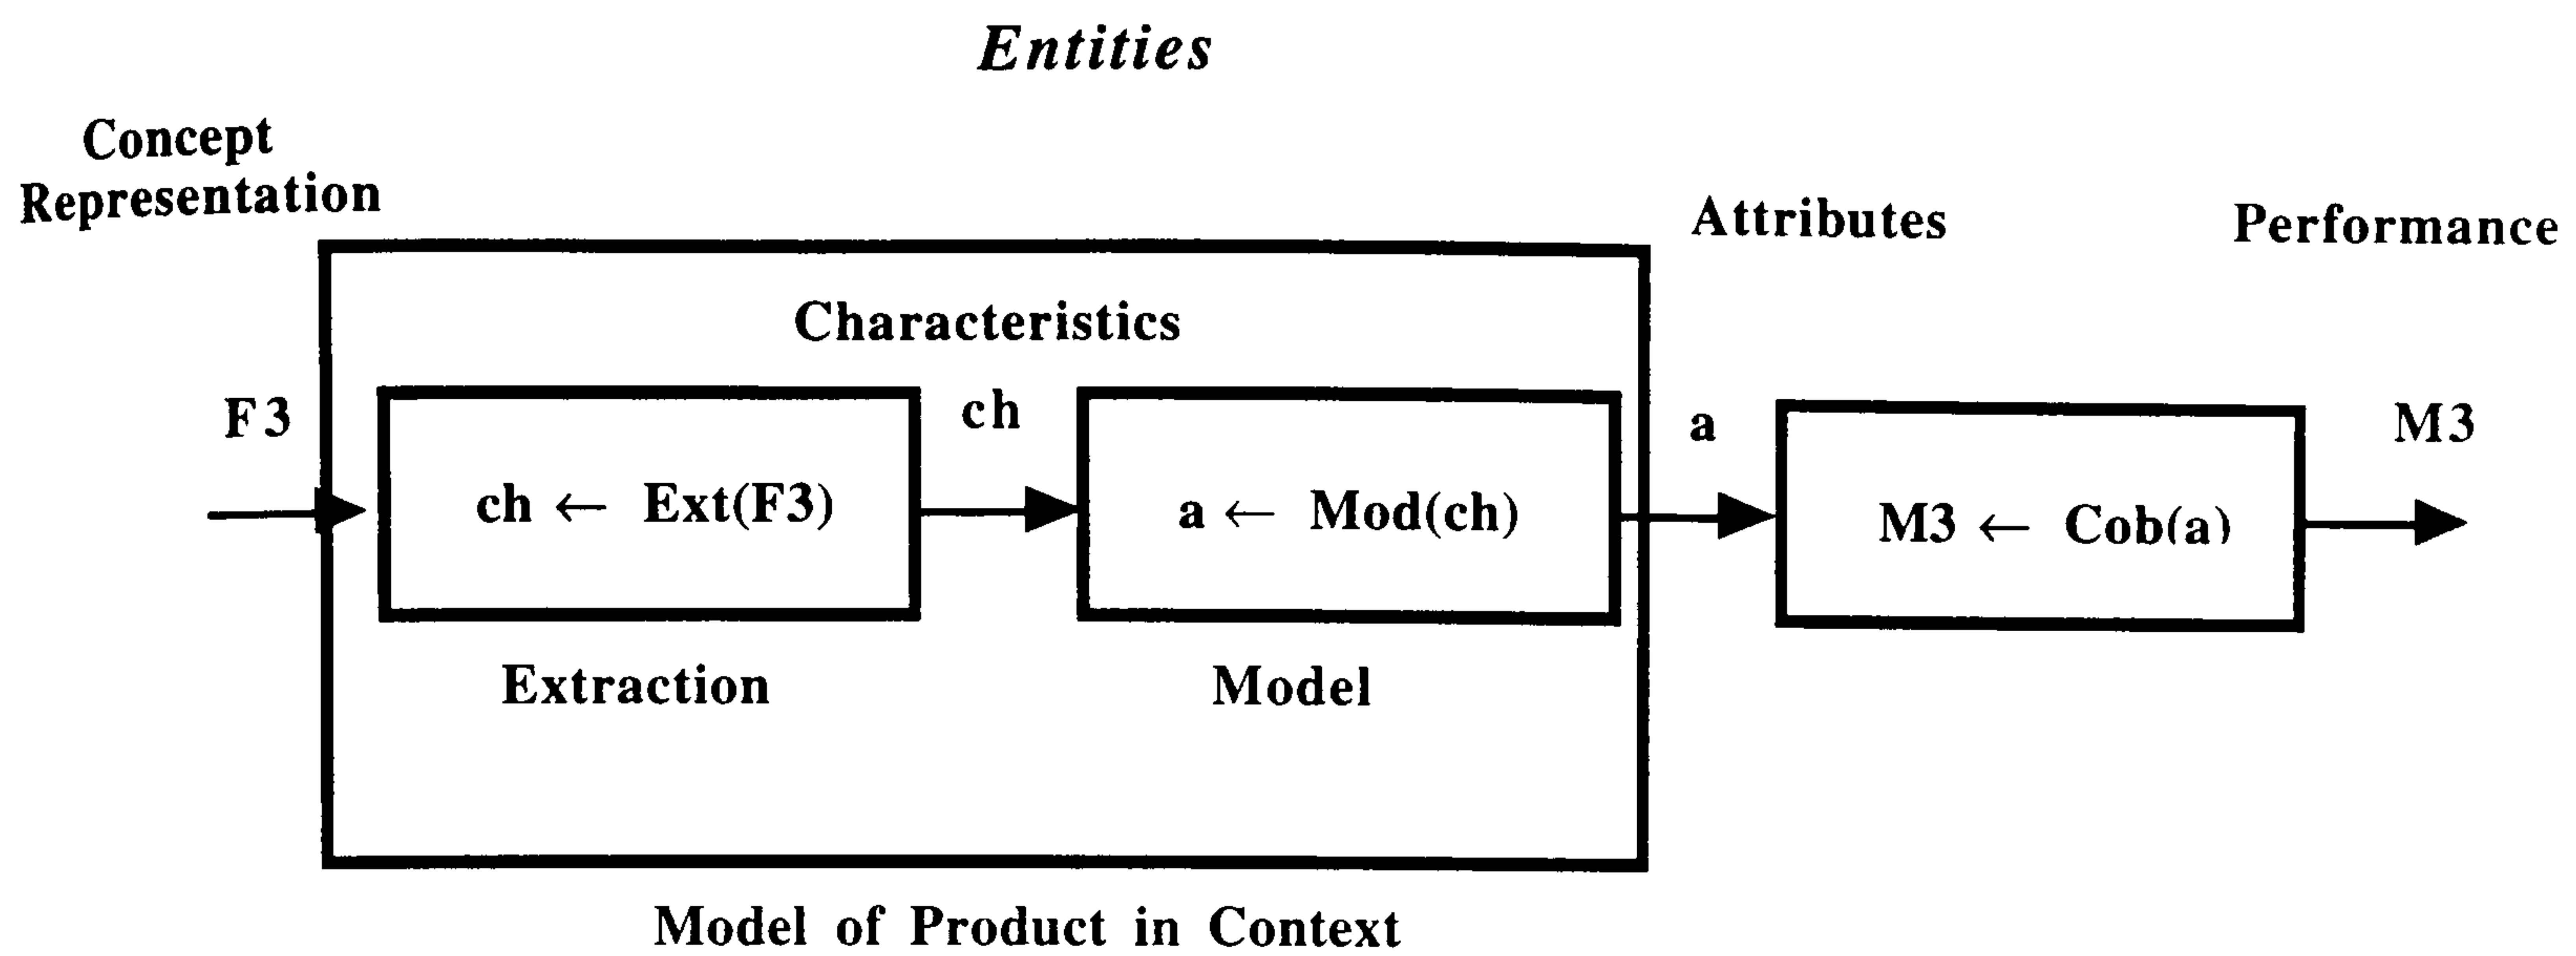 Entities
Concept
Representation
Attributes
Performance
Characteristics
F3
ch
a
M3
ch ← Ext(F3)
a ← Mod(ch)
M3 ← Cob(a)
Extraction
Model
Model of Product in Context